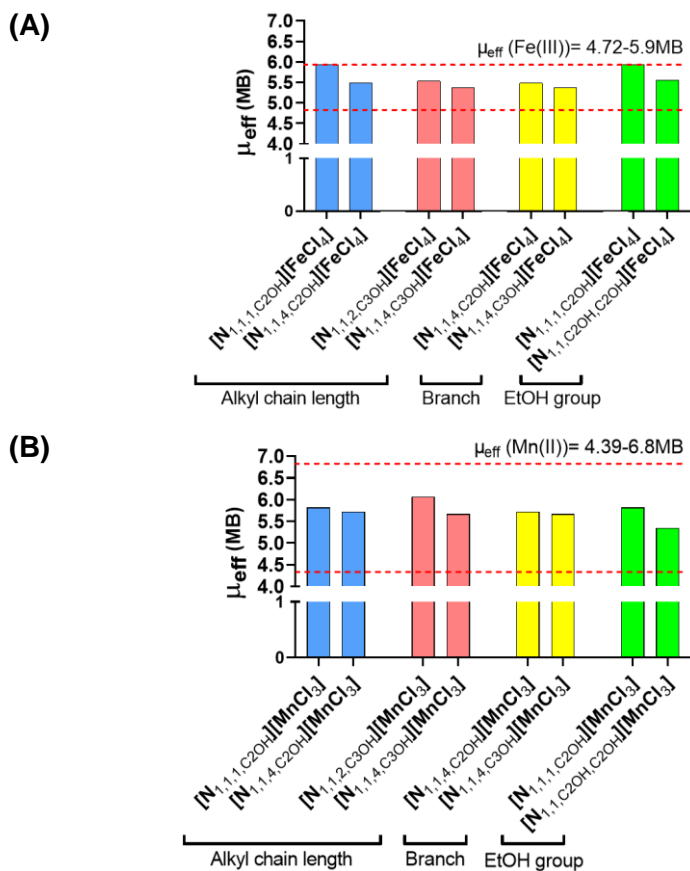 (A)
μeff (Fe(III))= 4.72-5.9MB
μeff (MB)
7.0
6.5
6.0
5.5
5.0
4.5
4.0
1
0
[N1,1,1,C2OH][FeCl4]
[N1,1,4,C2OH][FeCl4]
[N1,1,2,C3OH][FeCl4]
[N1,1,4,C3OH][FeCl4]
[N1,1,4,C2OH][FeCl4]
[N1,1,4,C3OH][FeCl4]
[N1,1,1,C2OH][FeCl4]
[N1,1,C2OH,C2OH][FeCl4]
Alkyl chain length
Branch
EtOH group
(B)
μeff (Mn(II))= 4.39-6.8MB
μeff (MB)
7.0
6.5
6.0
5.5
5.0
4.5
4.0
1
0
[N1,1,1,C2OH][MnCl3]
[N1,1,4,C2OH][MnCl3]
[N1,1,2,C3OH][MnCl3]
[N1,1,4,C3OH][MnCl3]
[N1,1,4,C2OH][MnCl3]
[N1,1,4,C3OH][MnCl3]
[N1,1,1,C2OH][MnCl3]
[N1,1,C2OH,C2OH][MnCl3]
Alkyl chain length
Branch
EtOH group